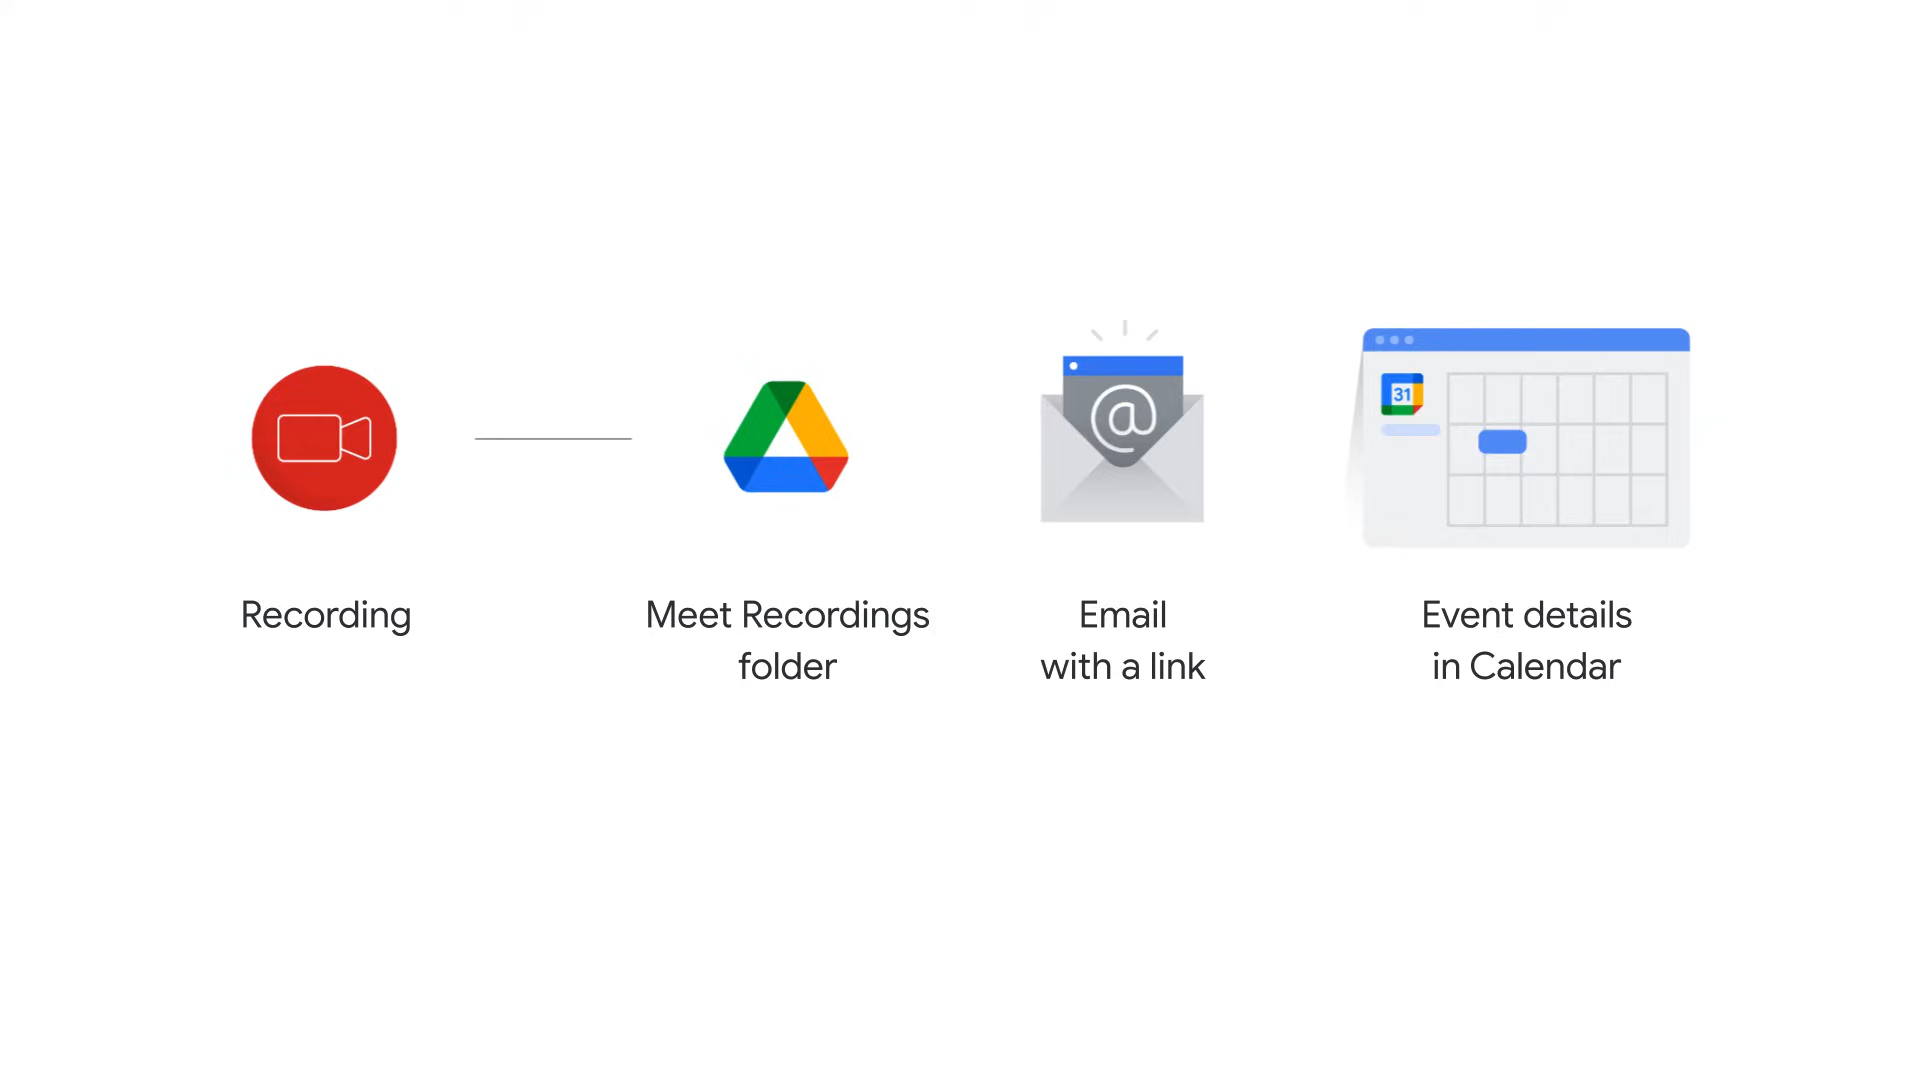 31
@
Recording
Meet Recordings
folder
Email
with a link
Event details
in Calendar